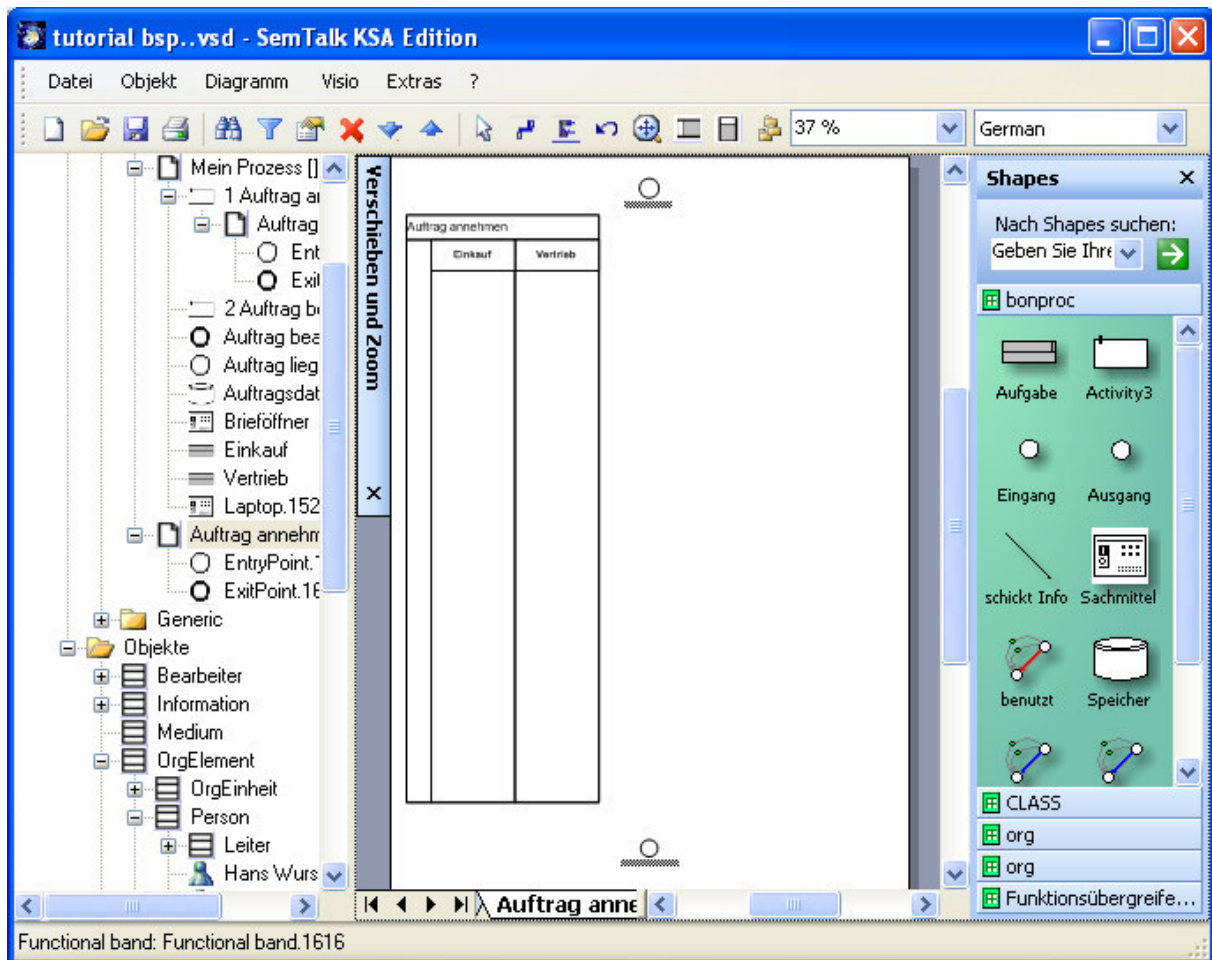 tutorial bsp..vsd - SemTalk KSA Edition
Datei Objekt Diagramm Visio Extras ?
37 % German
Mein Prozess []
1 Auftrag an
Auftrag
Ent
Exi
2 Auftrag b
Auftrag bea
Auftrag lieg
Auftragsdat
Brieföffner
Einkauf
Vertrieb
Laptop.152
Auftrag annehm
EntryPoint.1
ExitPoint.16
Generic
Objekte
Bearbeiter
Information
Medium
OrgElement
OrgEinheit
Person
Leiter
Hans Wurs
Verschieben und Zoom
Auftrag annehmen
Einkauf Vertrieb
Auftrag anne
Shapes
Nach Shapes suchen:
Geben Sie Ihre
bonproc
Aufgabe Activity3
Eingang Ausgang
schickt Info Sachmittel
benutzt Speicher
CLASS
org
org
Funktionsübergreife...
Functional band: Functional band.1616